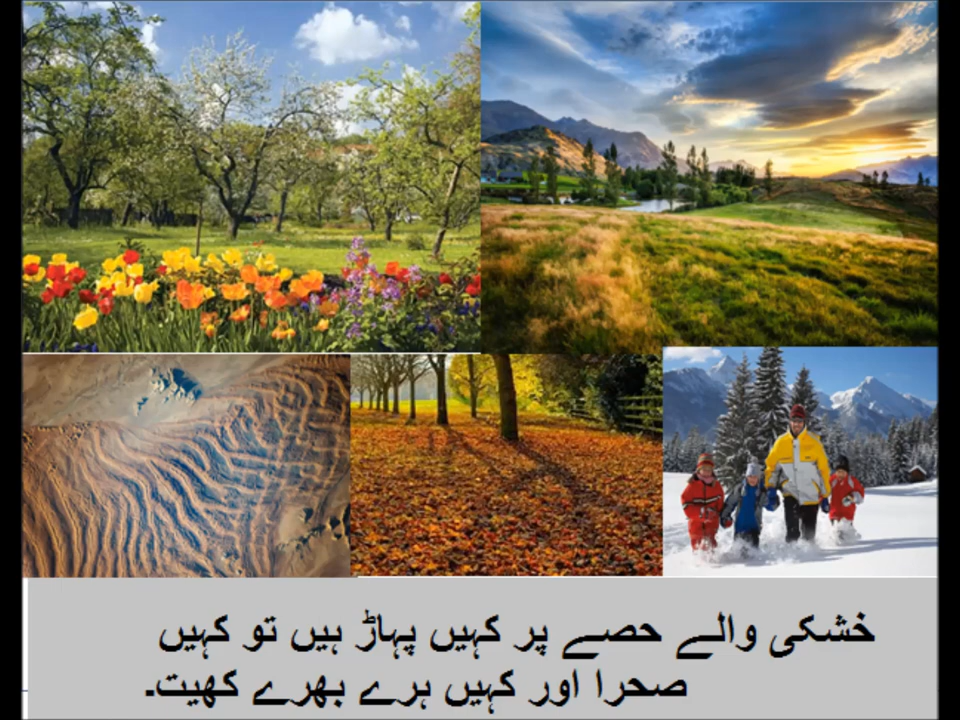 خشکی والے حصے پر کہیں پہاڑ ہیں تو کہیں
صحرا اور کہیں ہرے بھرے کھیت۔